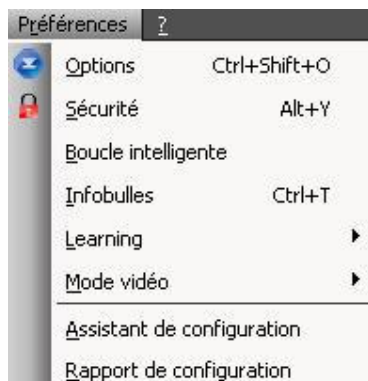 Préférences ?
Options Ctrl+Shift+O
Sécurité Alt+Y
Boucle intelligente
Infobulles Ctrl+T
Learning
Mode vidéo
Assistant de configuration
Rapport de configuration